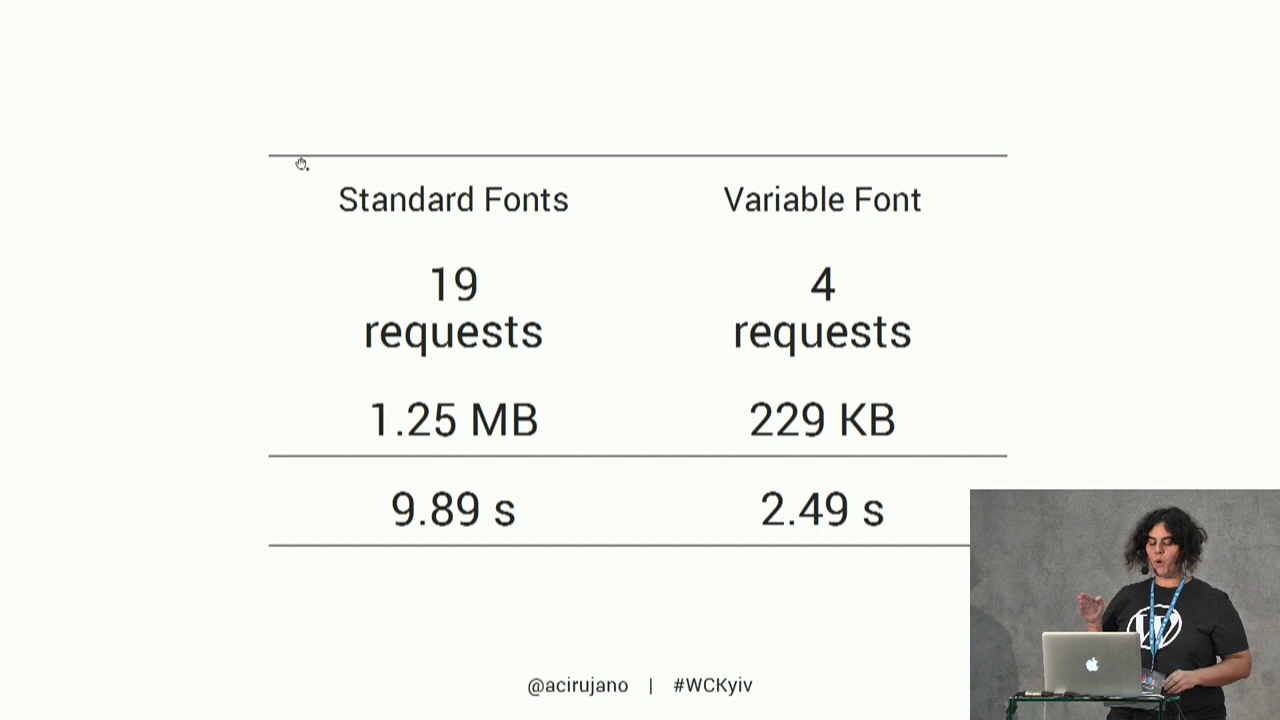 Standard Fonts Variable Font
19 4
requests requests
1.25 MB 229 KB
9.89 s 2.49 s
@acirujano | #WCKyiv